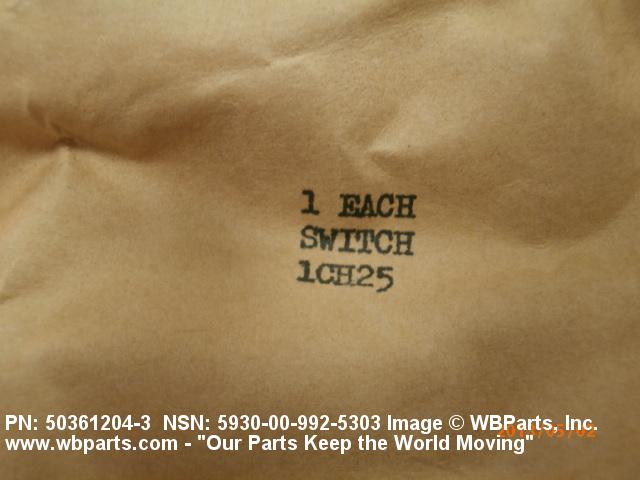 1 EACH
SWITCH
1CH25
PN: 50361204-3 NSN: 5930-00-992-5303 Image © WBParts, Inc.
www.wbparts.com - "Our Parts Keep the World Moving"